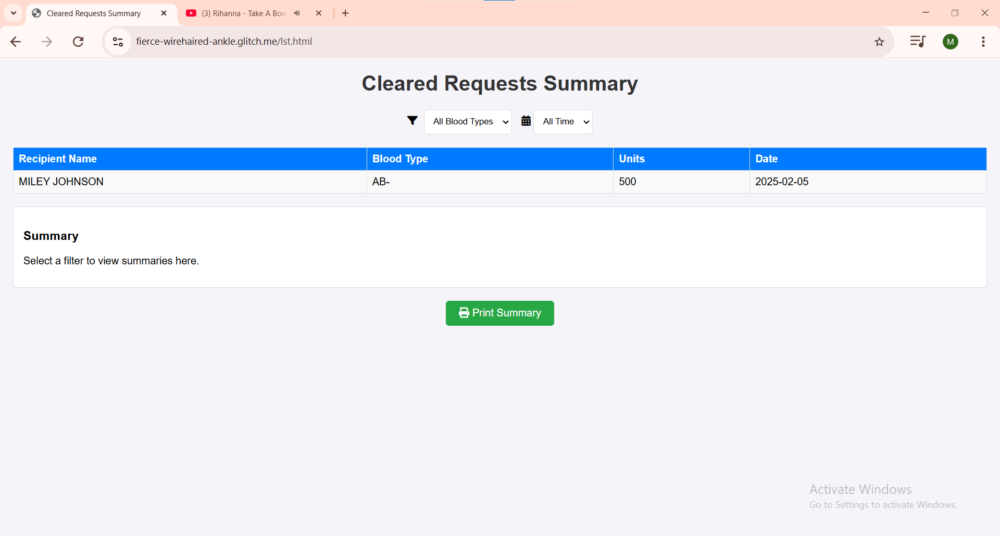 Cleared Requests Summary
(3) Rihanna - Take A Bow
fierce-wirehaired-ankle.glitch.me/lst.html
M
Cleared Requests Summary
All Blood Types
All Time
Recipient Name Blood Type Units Date
MILEY JOHNSON AB- 500 2025-02-05
Summary
Select a filter to view summaries here.
Print Summary
Activate Windows
Go to Settings to activate Windows.